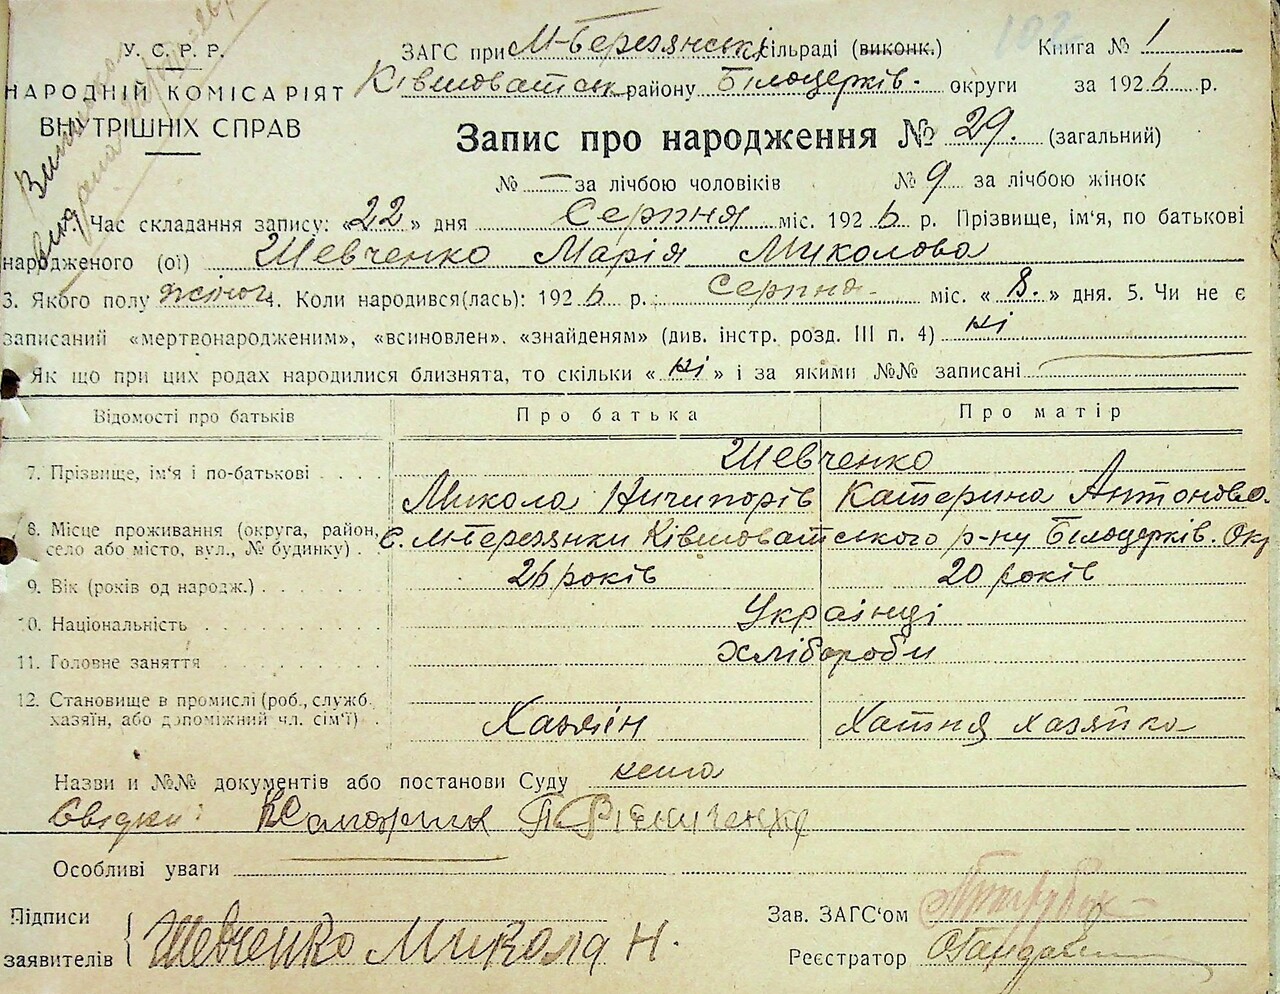 У. С. Р. Р.
НАРОДНІЙ КОМІСАРІЯТ
ВНУТРІШНІХ СПРАВ
102
ЗАГС при М-Березянські сільраді (виконк.) Книга № 1
Ківшоватськ району Білоцерків. округи за 1926 р.
Запис про народження № 29. (загальний)
№ — за лічбою чоловіків № 9 за лічбою жінок
Час складання запису: «22» дня Серпня міс. 1926 р. Прізвище, ім'я, по батькові
народженого (ої) Шевченко Марія Миколова
3. Якого полу жіноч 4. Коли народився(лась): 1926 р. Серпня міс. «8.» дня. 5. Чи не є
записаний «мертвонародженим», «всиновлен», «знайденям» (див. інстр. розд. III п. 4) ні
Як що при цих родах народилися близнята, то скільки «ні» і за якими №№ записані
Відомості про батьків Про батька Про матір
7. Прізвище, ім'я і по-батькові Шевченко
Микола Ничипорів Катерина Антонова
8. Місце проживання (округа, район, село або місто, вул., № будинку) с. М-Березянки Ківшоватського р-ну Білоцерків. Окр
9. Вік (років од народж.) 26 років 20 років
10. Національність Українці
11. Головне заняття Хлібороби
12. Становище в промислі (роб., служб. хазяїн, або допоміжний чл. сім'ї) Хазяін Хатня хазяйка
Назви и №№ документів або постанови Суду
Свідки:
Особливі уваги
Підписи
заявителів Шевченко Микола Н.
Зав. ЗАГС'ом
Реєстратор